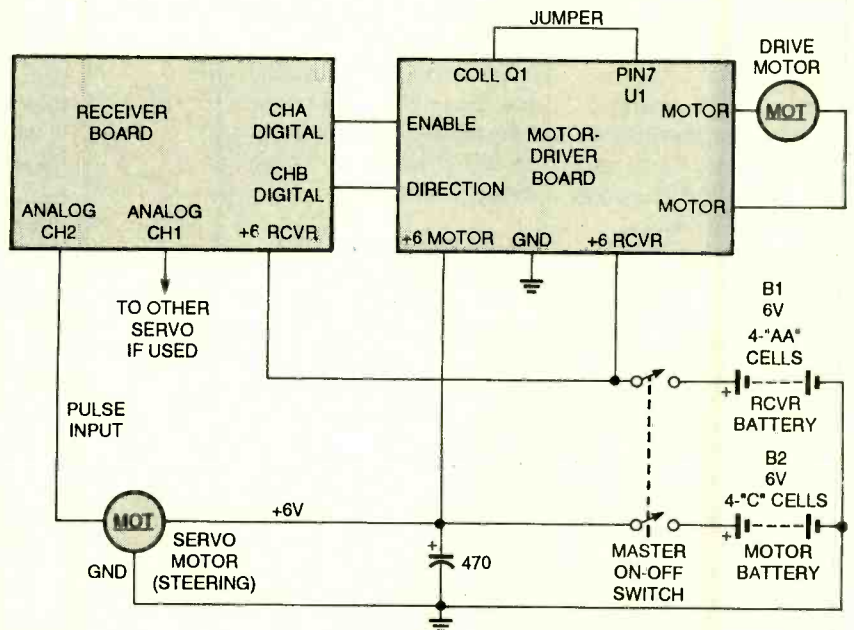 JUMPER
COLL Q1
PIN7
U1
DRIVE
MOTOR
MOT
MOTOR
MOTOR
RECEIVER
BOARD
CHA
DIGITAL
CHB
DIGITAL
ENABLE
DIRECTION
MOTOR-
DRIVER
BOARD
ANALOG
CH2
ANALOG
CH1
+6 RCVR
+6 MOTOR
GND
+6 RCVR
TO OTHER
SERVO
IF USED
B1
6V
4-"AA"
CELLS
+
RCVR
BATTERY
PULSE
INPUT
B2
6V
4-"C" CELLS
+
MOTOR
BATTERY
MOT
+6V
SERVO
MOTOR
(STEERING)
GND
+
470
MASTER
ON-OFF
SWITCH